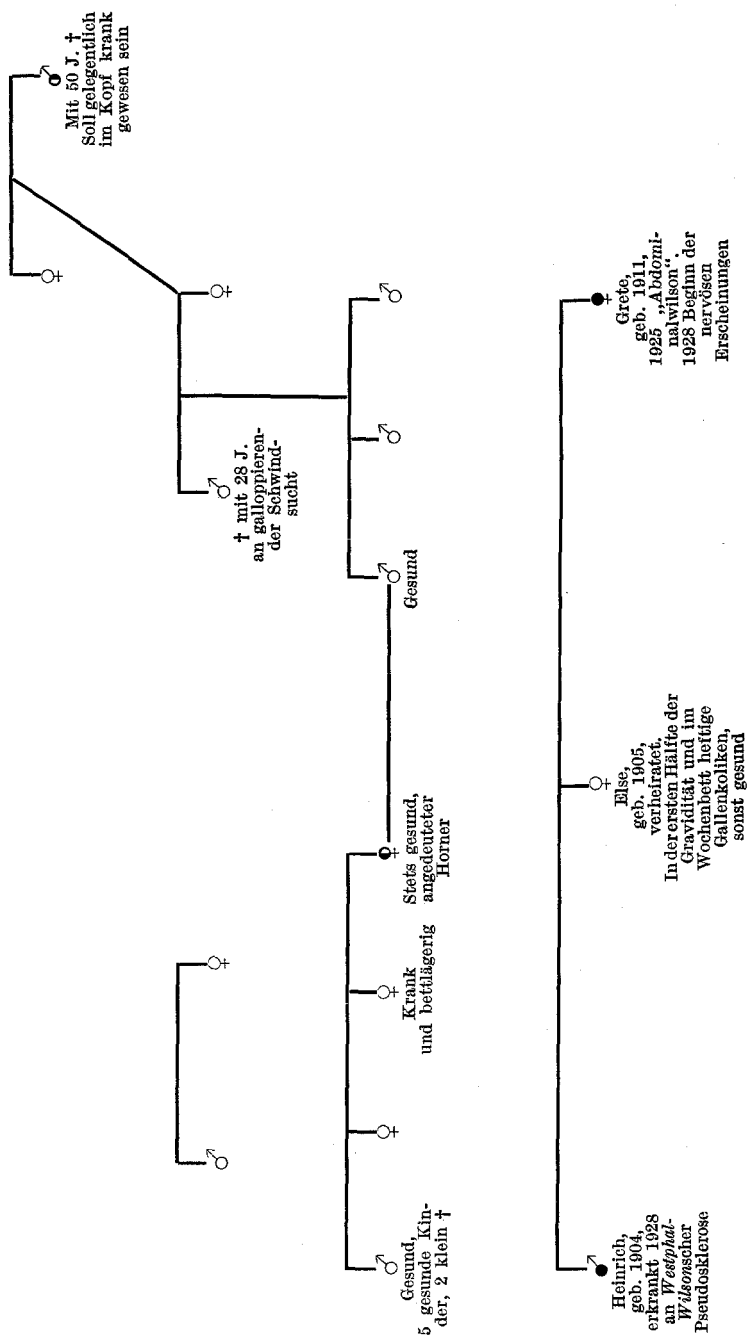 Mit 50 J. †
Soll gelegentlich
im Kopf krank
gewesen sein
† mit 28 J.
an galloppieren-
der Schwind-
sucht
Gesund,
5 gesunde Kin-
der, 2 klein †
Krank
und bettlägerig
Stets gesund,
angedeuteter
Horner
Gesund
Heinrich,
geb. 1904,
erkrankt 1928
an Westphal-
Wilsonscher
Pseudosklerose
Else,
geb. 1905,
verheiratet.
In der ersten Hälfte der
Gravidität und im
Wochenbett heftige
Gallenkoliken,
sonst gesund
Grete,
geb. 1911,
1925 „Abdomi-
nalwilson“.
1928 Beginn der
nervösen
Erscheinungen